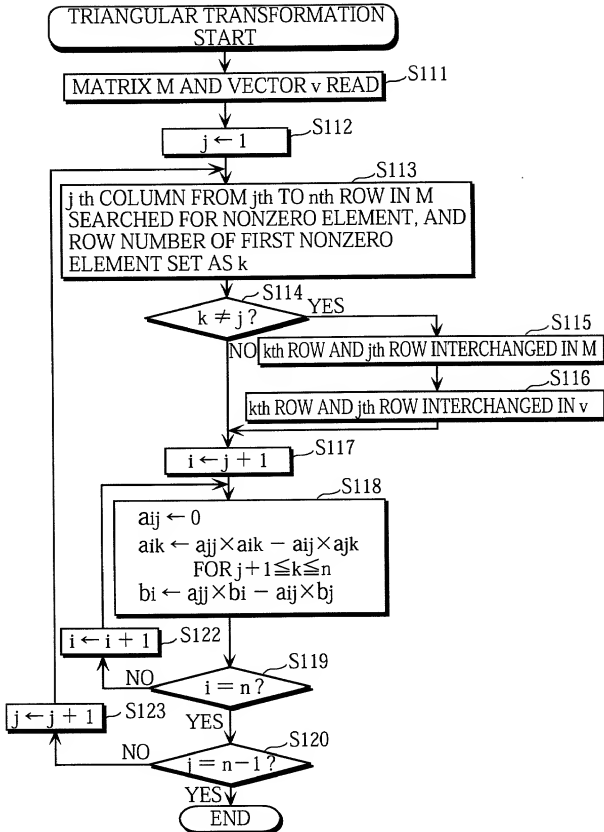 TRIANGULAR TRANSFORMATION
START
S111
MATRIX M AND VECTOR v READ
S112
j ← 1
S113
j th COLUMN FROM jth TO nth ROW IN M
SEARCHED FOR NONZERO ELEMENT, AND
ROW NUMBER OF FIRST NONZERO
ELEMENT SET AS k
S114
k ≠ j ?
YES
NO
S115
kth ROW AND jth ROW INTERCHANGED IN M
S116
kth ROW AND jth ROW INTERCHANGED IN v
S117
i ← j + 1
S118
aij ← 0
aik ← ajj×aik − aij×ajk
FOR j+1≦k≦n
bi ← ajj×bi − aij×bj
i ← i + 1
S122
S119
i = n ?
NO
YES
j ← j + 1
S123
S120
j = n−1 ?
NO
YES
END